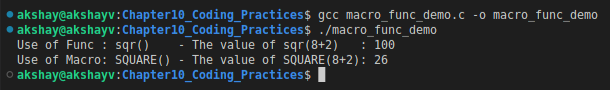 akshay@akshayv:Chapter10_Coding_Practices$ gcc macro_func_demo.c -o macro_func_demo
akshay@akshayv:Chapter10_Coding_Practices$ ./macro_func_demo
Use of Func : sqr()    - The value of sqr(8+2)   : 100
Use of Macro: SQUARE() - The value of SQUARE(8+2): 26
akshay@akshayv:Chapter10_Coding_Practices$